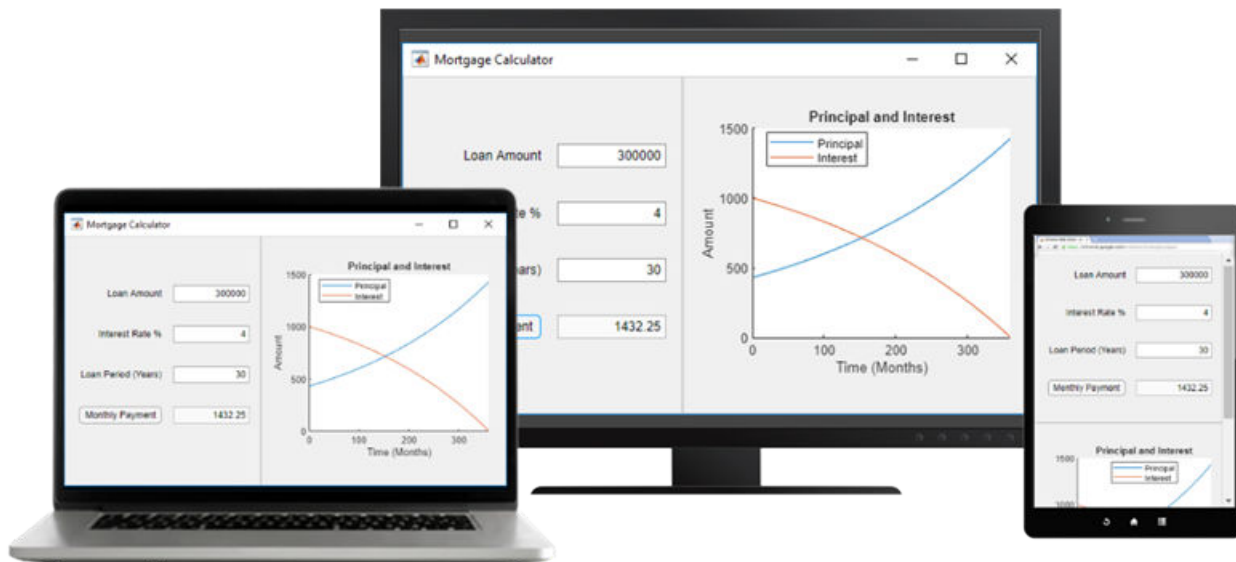 Mortgage Calculator
Principal and Interest
1500
Principal
Interest
Loan Amount 300000
1000
te %
4
Amount
ars)
30
500
ent
1432.25
0
0 100 200 300
Time (Months)
Mortgage Calculator
Principal and Interest
1500
Principal
Interest
Loan Amount 300000
1000
Interest Rate % 4
Amount
Loan Period (Years) 30
500
Monthly Payment 1432.25
0
0 100 200 300
Time (Months)
Loan Amount 300000
Interest Rate % 4
Loan Period (Years) 30
Monthly Payment 1432.25
Principal and Interest
1500
Principal
Interest
1000